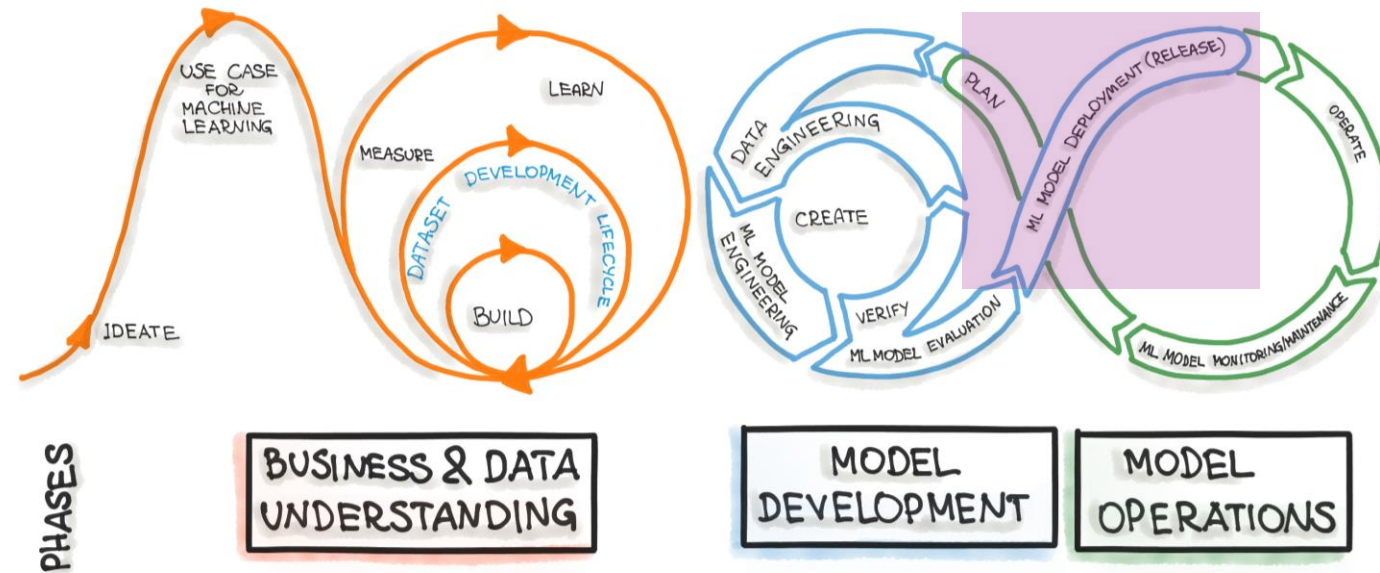 IDEATE
USE CASE
FOR
MACHINE
LEARNING
MEASURE
LEARN
DATASET DEVELOPMENT LIFECYCLE
BUILD
DATA
ENGINEERING
CREATE
ML MODEL
ENGINEERING
VERIFY
ML MODEL EVALUATION
PLAN
ML MODEL DEPLOYMENT (RELEASE)
OPERATE
ML MODEL MONITORING/MAINTENANCE
PHASES
BUSINESS & DATA
UNDERSTANDING
MODEL
DEVELOPMENT
MODEL
OPERATIONS